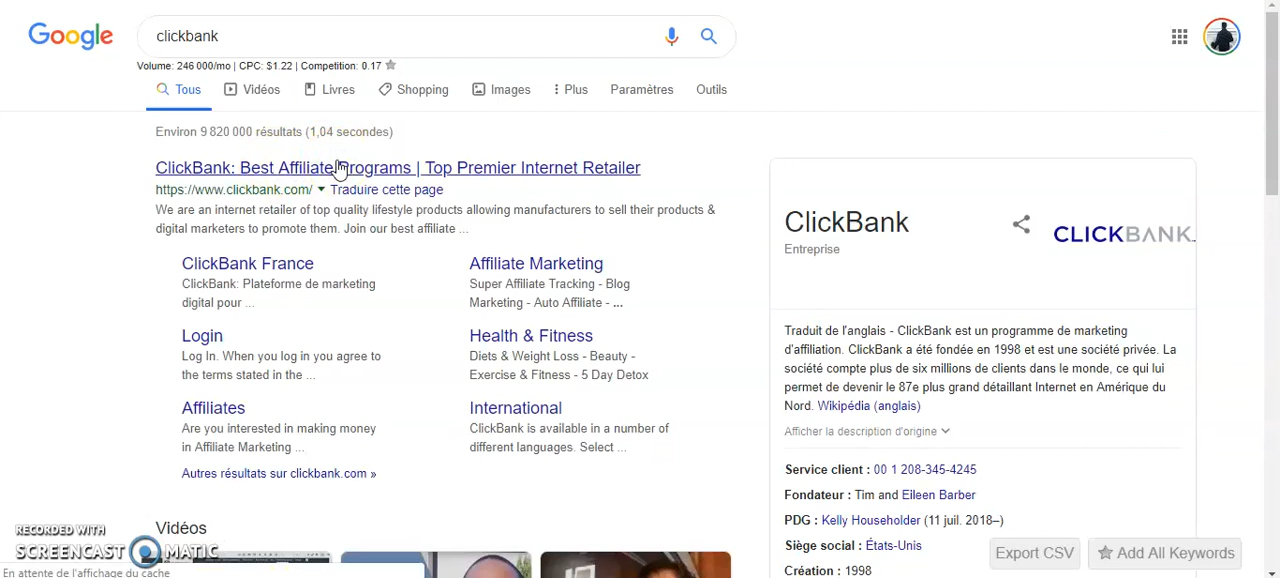 Google
clickbank
Volume: 246 000/mo | CPC: $1.22 | Competition: 0.17
Tous
Vidéos
Livres
Shopping
Images
Plus
Paramètres
Outils
Environ 9 820 000 résultats (1,04 secondes)
ClickBank: Best Affiliate Programs | Top Premier Internet Retailer
https://www.clickbank.com/ Traduire cette page
We are an internet retailer of top quality lifestyle products allowing manufacturers to sell their products &
digital marketers to promote them. Join our best affiliate ...
ClickBank France
ClickBank: Plateforme de marketing
digital pour ...
Affiliate Marketing
Super Affiliate Tracking - Blog
Marketing - Auto Affiliate - ...
Login
Log In. When you log in you agree to
the terms stated in the ...
Health & Fitness
Diets & Weight Loss - Beauty -
Exercise & Fitness - 5 Day Detox
Affiliates
Are you interested in making money
in Affiliate Marketing ...
International
ClickBank is available in a number of
different languages. Select ...
Autres résultats sur clickbank.com »
Vidéos
ClickBank
Entreprise
CLICKBANK
Traduit de l'anglais - ClickBank est un programme de marketing
d'affiliation. ClickBank a été fondée en 1998 et est une société privée. La
société compte plus de six millions de clients dans le monde, ce qui lui
permet de devenir le 87e plus grand détaillant Internet en Amérique du
Nord. Wikipédia (anglais)
Afficher la description d'origine
Service client : 00 1 208-345-4245
Fondateur : Tim and Eileen Barber
PDG : Kelly Householder (11 juil. 2018–)
Siège social : États-Unis
Création : 1998
Export CSV
Add All Keywords
RECORDED WITH
SCREENCAST MATIC
En attente de l'affichage du cache